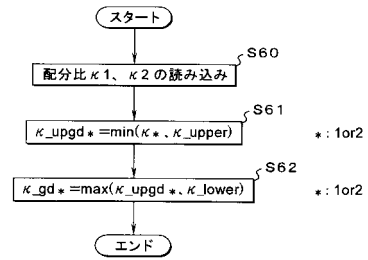 スタート
S60
配分比κ1、κ2の読み込み
S61
κ_upgd*=min(κ*、κ_upper) *:1or2
S62
κ_gd*=max(κ_upgd*、κ_lower) *:1or2
エンド